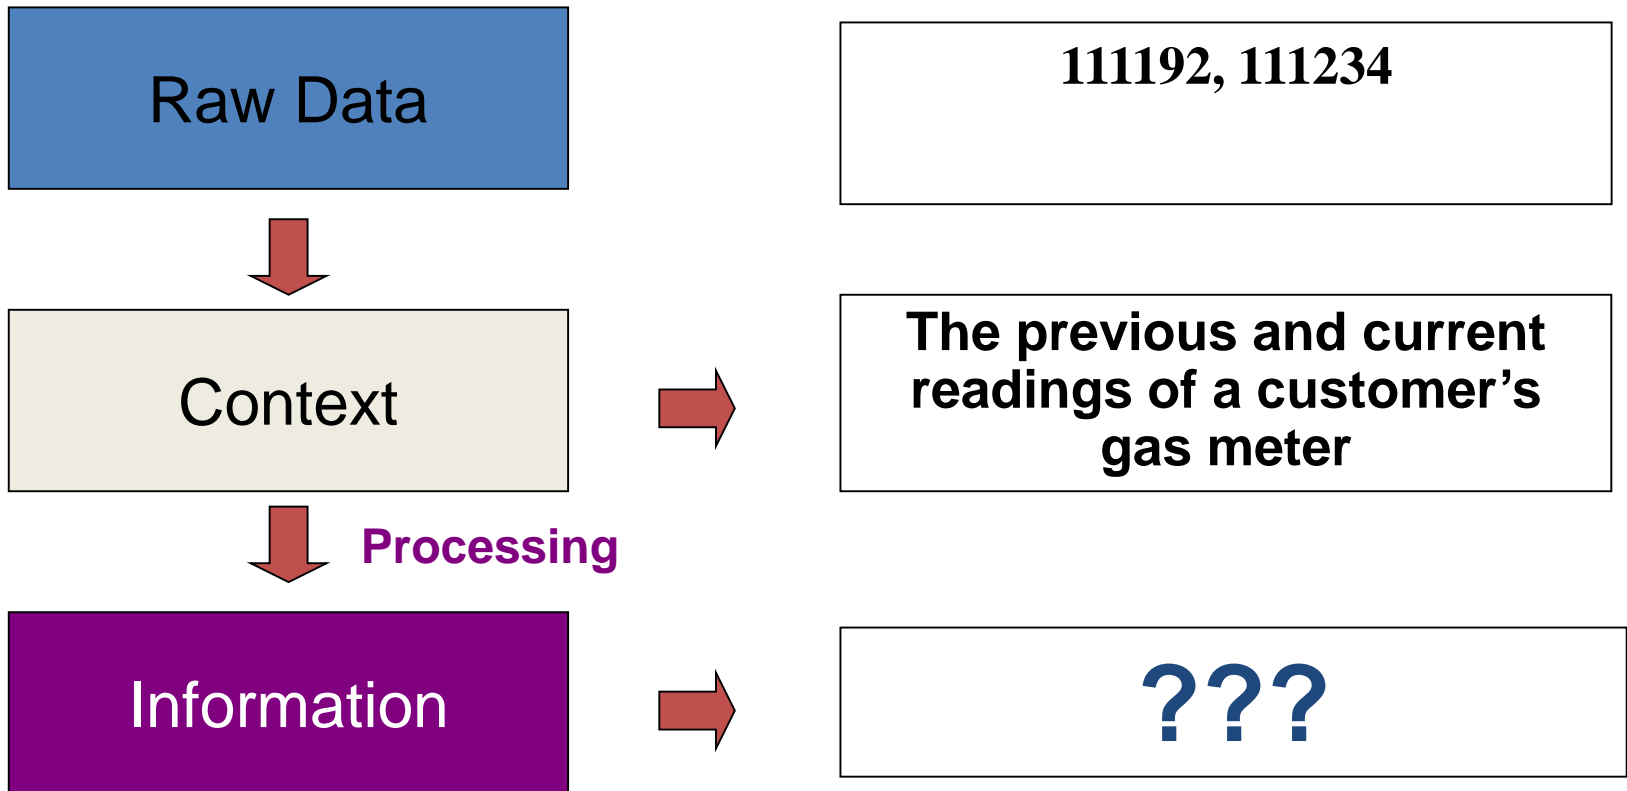 Raw Data
111192, 111234
Context
The previous and current
readings of a customer’s
gas meter
Processing
Information
???